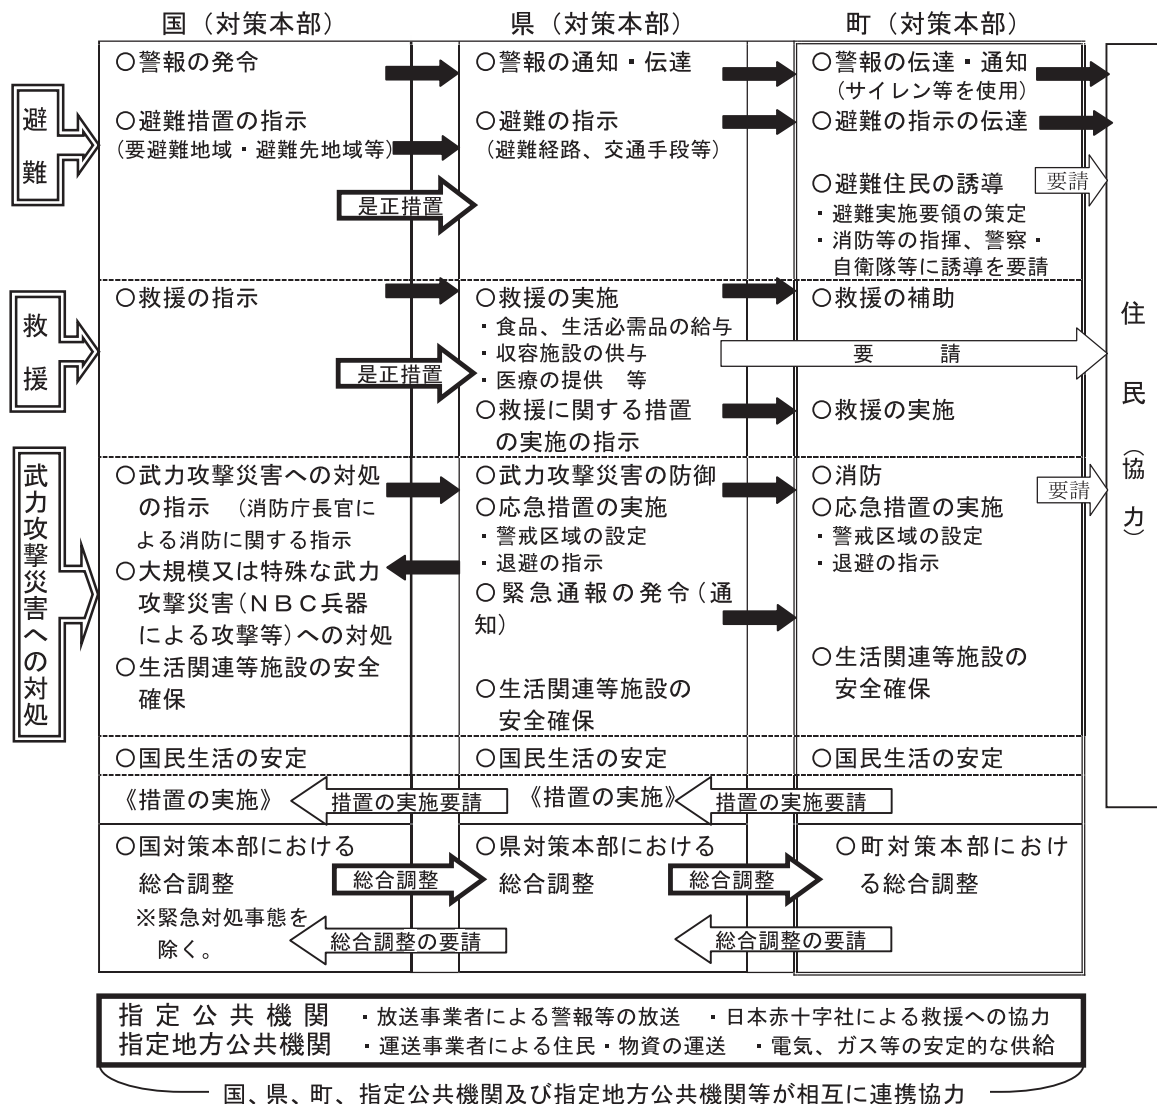 国（対策本部）
県（対策本部）
町（対策本部）
避難
○警報の発令
○避難措置の指示
(要避難地域・避難先地域等)
是正措置
○警報の通知・伝達
○避難の指示
(避難経路、交通手段等)
○警報の伝達・通知
(サイレン等を使用)
○避難の指示の伝達
○避難住民の誘導
・避難実施要領の策定
・消防等の指揮、警察・
自衛隊等に誘導を要請
要請
救援
○救援の指示
是正措置
○救援の実施
・食品、生活必需品の給与
・収容施設の供与
・医療の提供　等
○救援に関する措置
の実施の指示
○救援の補助
要　請
○救援の実施
武力攻撃災害への対処
○武力攻撃災害への対処
の指示　(消防庁長官に
よる消防に関する指示
○大規模又は特殊な武力
攻撃災害(ＮＢＣ兵器
による攻撃等)への対処
○生活関連等施設の安全
確保
○武力攻撃災害の防御
○応急措置の実施
・警戒区域の設定
・退避の指示
○緊急通報の発令(通
知)
○生活関連等施設の
安全確保
○消防
○応急措置の実施
・警戒区域の設定
・退避の指示
○生活関連等施設の
安全確保
要請
○国民生活の安定
○国民生活の安定
○国民生活の安定
《措置の実施》
措置の実施要請
《措置の実施》
措置の実施要請
○国対策本部における
総合調整
※緊急対処事態を
除く。
総合調整
総合調整の要請
○県対策本部における
総合調整
総合調整
総合調整の要請
○町対策本部におけ
る総合調整
住民（協力）
指定公共機関　・放送事業者による警報等の放送　・日本赤十字社による救援への協力
指定地方公共機関　・運送事業者による住民・物資の運送　・電気、ガス等の安定的な供給
国、県、町、指定公共機関及び指定地方公共機関等が相互に連携協力